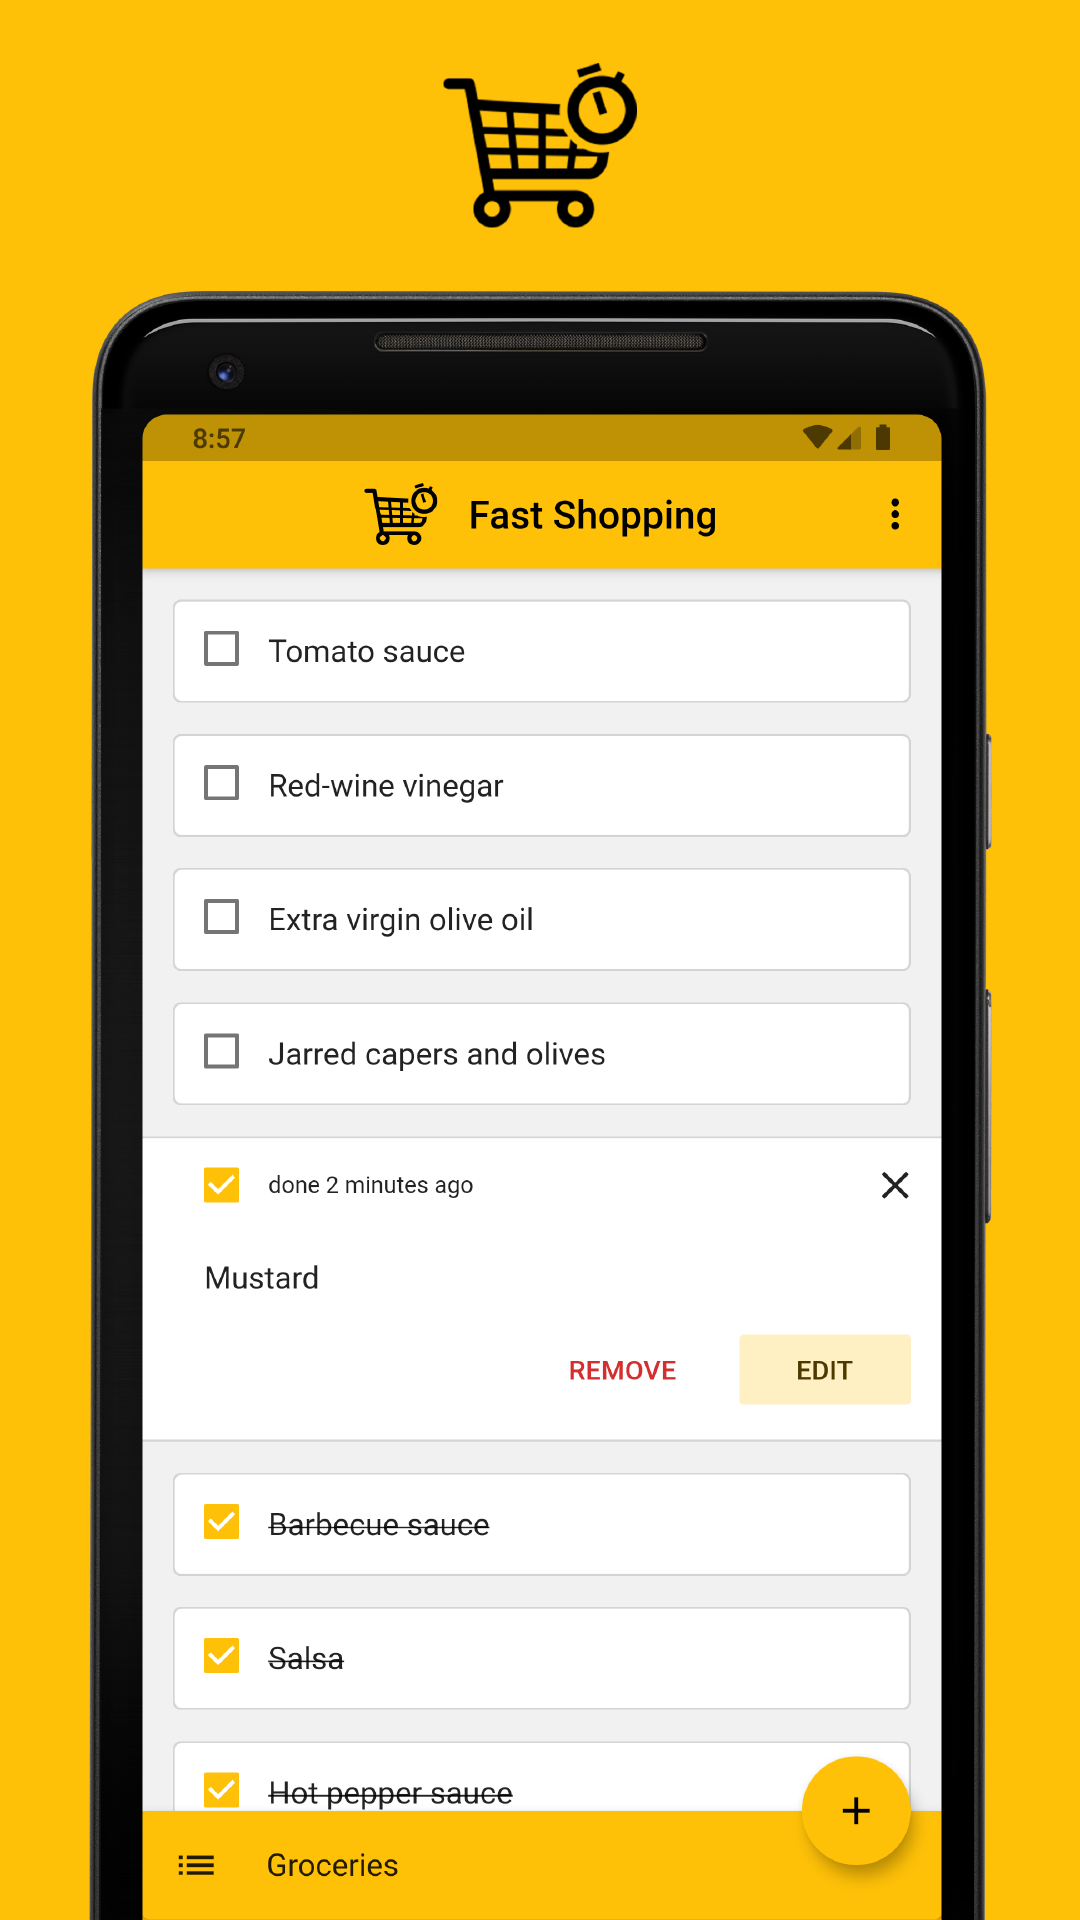 8:57
Fast Shopping
Tomato sauce
Red-wine vinegar
Extra virgin olive oil
Jarred capers and olives
done 2 minutes ago
Mustard
REMOVE
EDIT
Barbecue sauce
Salsa
Hot pepper sauce
Groceries